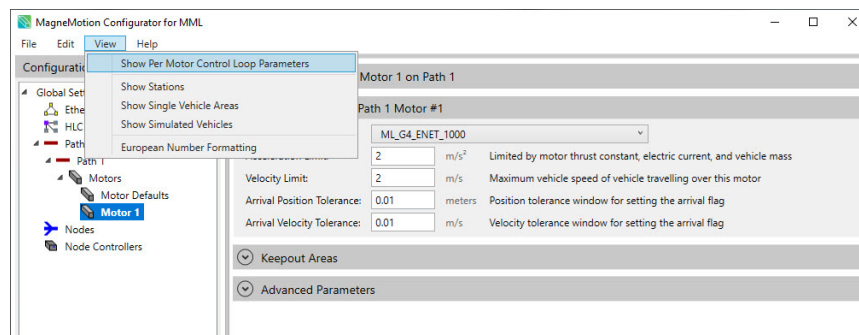 MagneMotion Configurator for MML
File Edit View Help
Configuratio
Show Per Motor Control Loop Parameters
Show Stations
Show Single Vehicle Areas
Show Simulated Vehicles
European Number Formatting
Global Sett
Ethe
HLC
Path
Path 1
Motors
Motor Defaults
Motor 1
Nodes
Node Controllers
Motor 1 on Path 1
Path 1 Motor #1
ML_G4_ENET_1000
Acceleration Limit: 2 m/s² Limited by motor thrust constant, electric current, and vehicle mass
Velocity Limit: 2 m/s Maximum vehicle speed of vehicle travelling over this motor
Arrival Position Tolerance: 0.01 meters Position tolerance window for setting the arrival flag
Arrival Velocity Tolerance: 0.01 m/s Velocity tolerance window for setting the arrival flag
Keepout Areas
Advanced Parameters